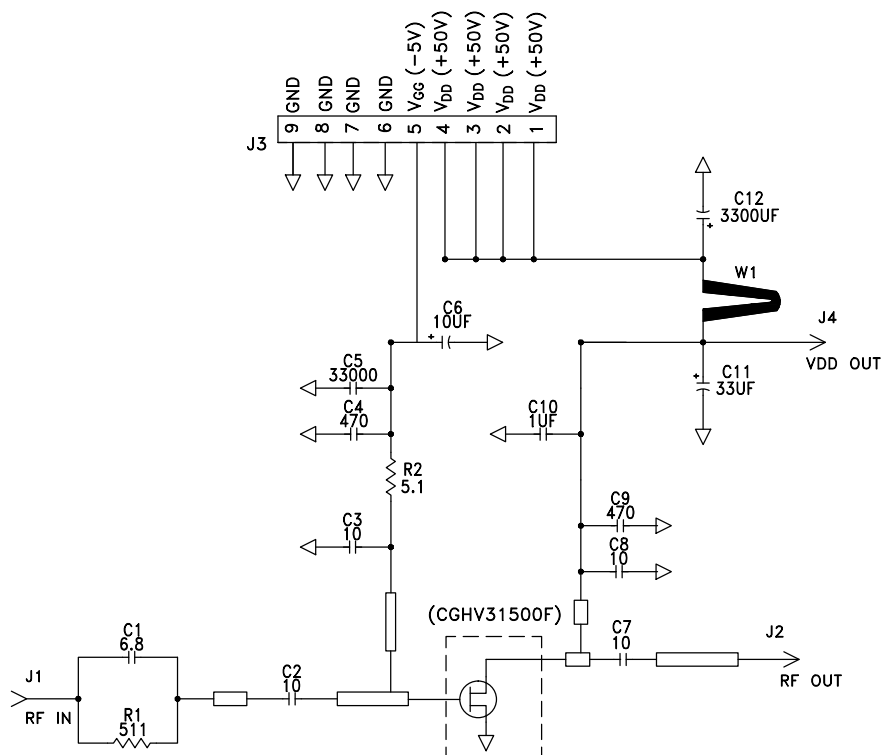 GND
GND
GND
GND
VGG (-5V)
VDD (+50V)
VDD (+50V)
VDD (+50V)
VDD (+50V)
9
8
7
6
5
4
3
2
1
J3
C12
3300UF
+
W1
C6
10UF
+
J4
VDD OUT
C5
33000
C11
33UF
+
C4
470
C10
1UF
R2
5.1
C9
470
C3
10
C8
10
(CGHV31500F)
C1
6.8
C7
10
J2
RF OUT
J1
RF IN
C2
10
R1
511